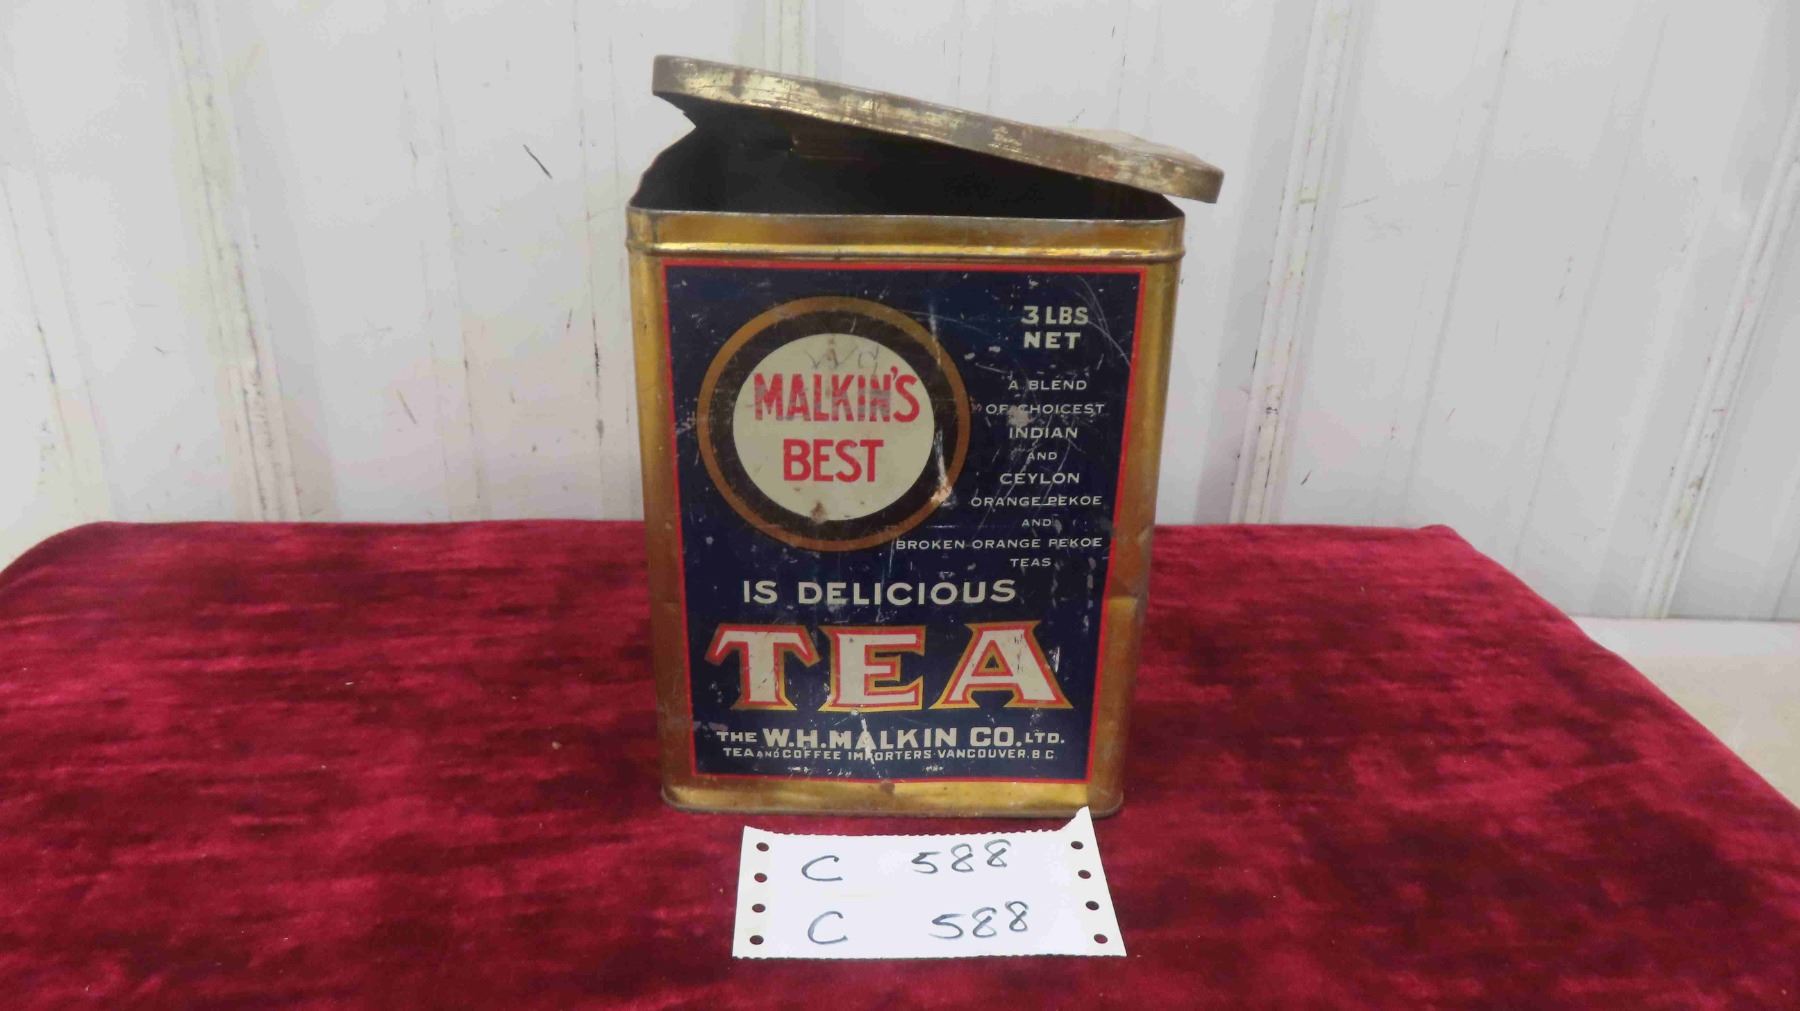 MALKIN'S
BEST
3 LBS
NET
A BLEND
OF CHOICEST
INDIAN
AND
CEYLON
ORANGE PEKOE
AND
BROKEN ORANGE PEKOE
TEAS
IS DELICIOUS
TEA
THE W.H. MALKIN CO. LTD.
TEA AND COFFEE IMPORTERS · VANCOUVER. B C
C 588
C 588